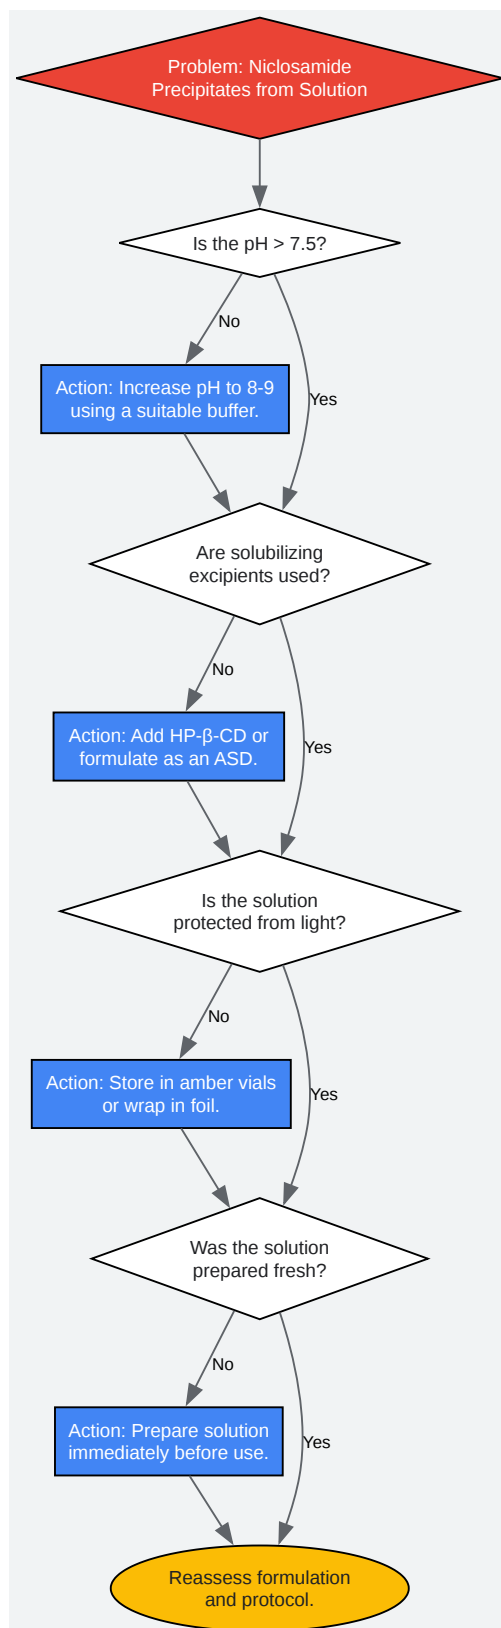 Problem: Niclosamide
Precipitates from Solution
Is the pH > 7.5?
No
Action: Increase pH to 8-9
using a suitable buffer.
Yes
Are solubilizing
excipients used?
No
Action: Add HP-β-CD or
formulate as an ASD.
Yes
Is the solution
protected from light?
No
Action: Store in amber vials
or wrap in foil.
Yes
Was the solution
prepared fresh?
No
Action: Prepare solution
immediately before use.
Yes
Reassess formulation
and protocol.